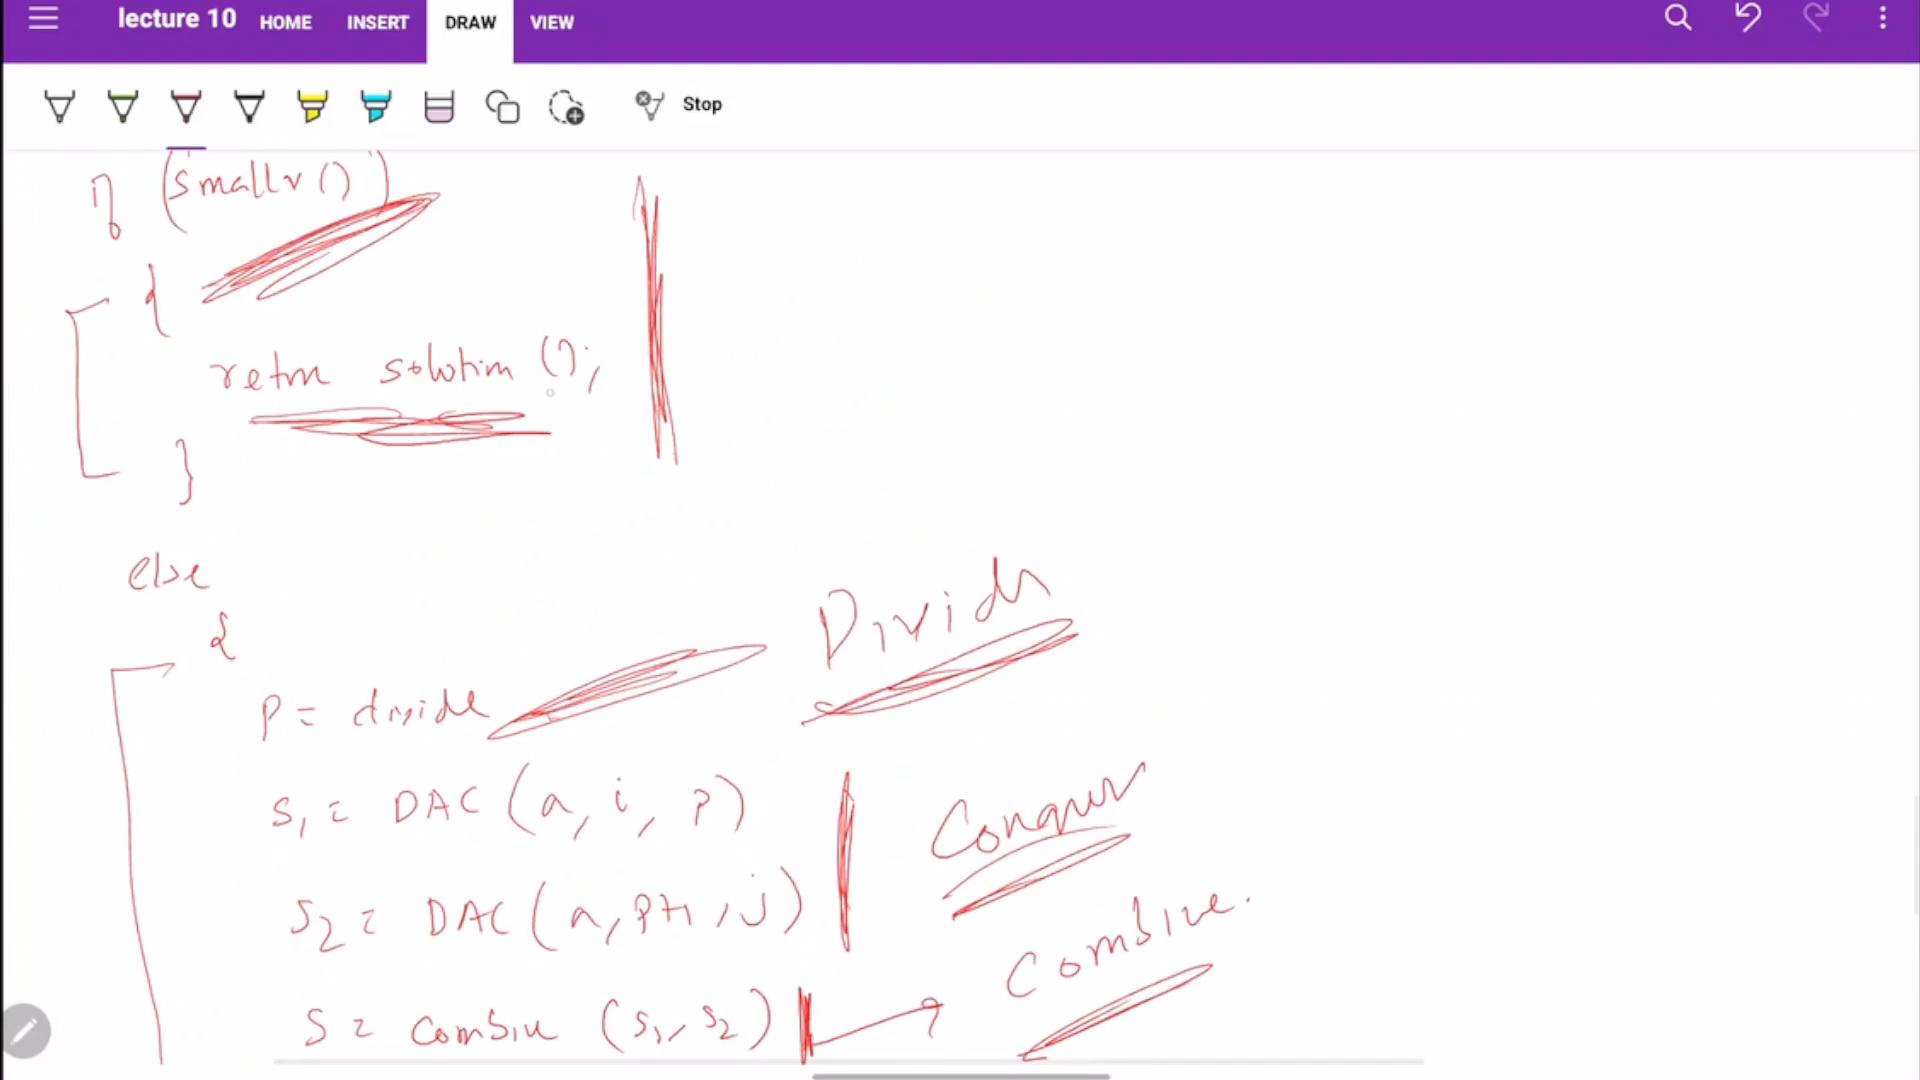 lecture 10 HOME INSERT DRAW VIEW
Stop
if (small ())
{
return solution ();
}
else
{
p = divide
Divide
s1 = DAC (a, i, p)
Conquer
s2 = DAC (a, p+1, j)
Combine.
s = combine (s1, s2)